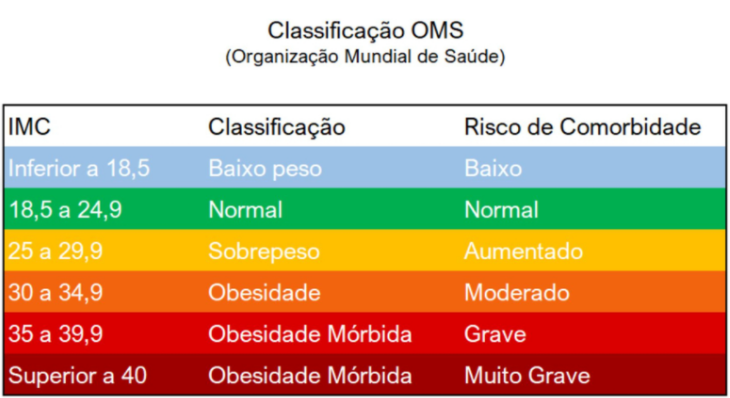 Classificação OMS
(Organização Mundial de Saúde)
IMC Classificação Risco de Comorbidade
Inferior a 18,5 Baixo peso Baixo
18,5 a 24,9 Normal Normal
25 a 29,9 Sobrepeso Aumentado
30 a 34,9 Obesidade Moderado
35 a 39,9 Obesidade Mórbida Grave
Superior a 40 Obesidade Mórbida Muito Grave